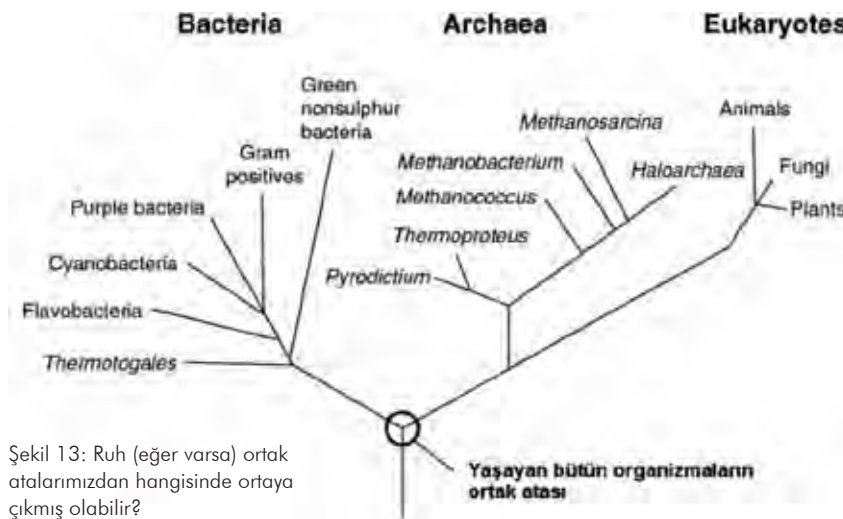 Bacteria
Archaea
Eukaryotes
Green
nonsulphur
bacteria
Gram
positives
Purple bacteria
Cyanobacteria
Flavobacteria
Thermotogales
Methanosarcina
Methanobacterium
Haloarchaea
Methanococcus
Thermoproteus
Pyrodictium
Animals
Fungi
Plants
Yaşayan bütün organizmaların
ortak atası
Şekil 13: Ruh (eğer varsa) ortak
atalarımızdan hangisinde ortaya
çıkmış olabilir?